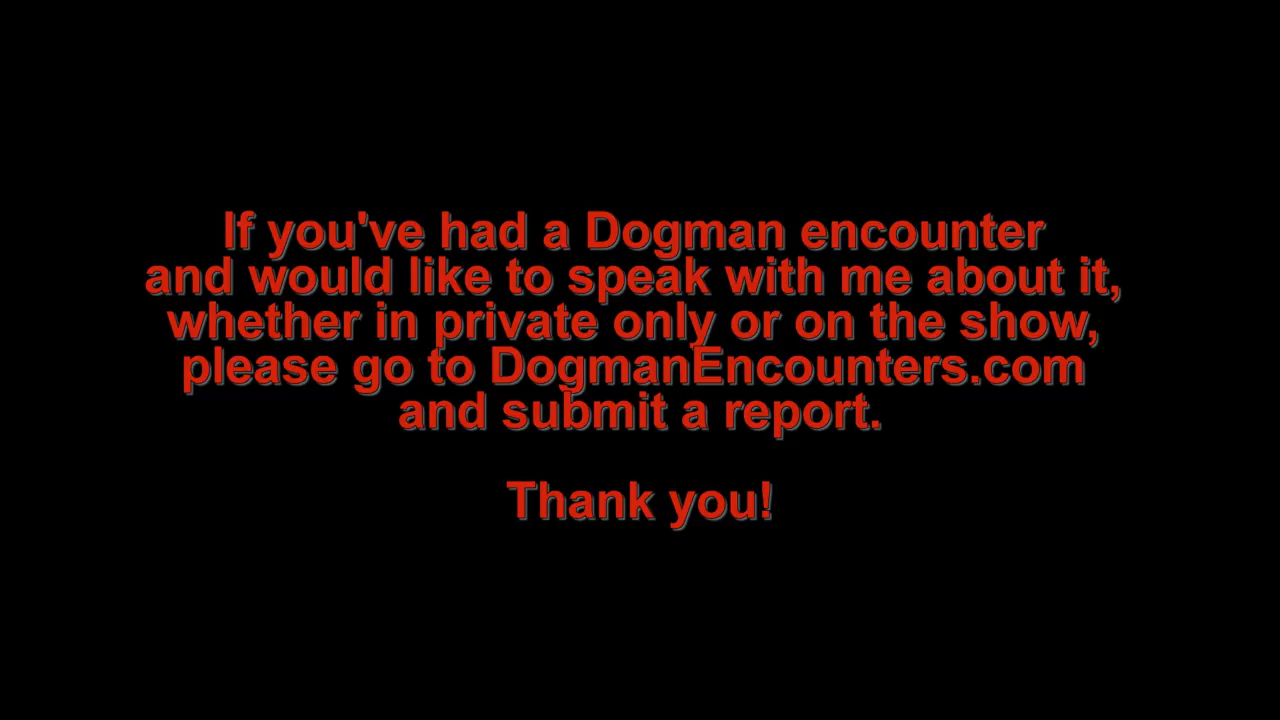 If you've had a Dogman encounter
and would like to speak with me about it,
whether in private only or on the show,
please go to DogmanEncounters.com
and submit a report.
Thank you!